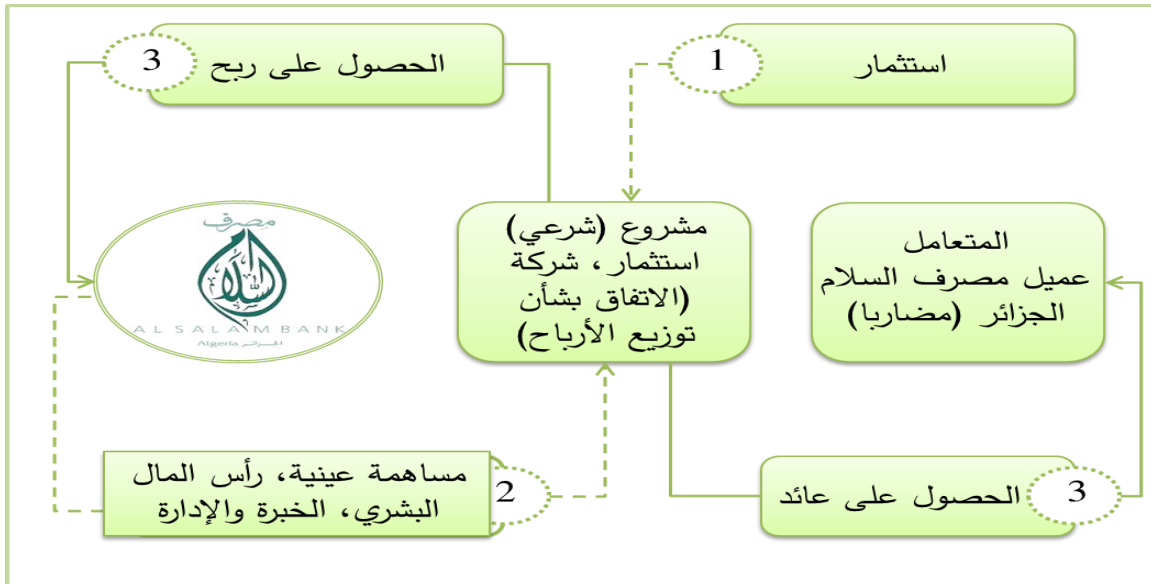 استثمار
1
الحصول على ربح
3
المتعامل
عميل مصرف السلام
الجزائر (مضاربا)
مشروع (شرعي)
استثمار، شركة
(الاتفاق بشأن
توزيع الأرباح)
مصرف
السلام
AL SALAM BANK
Algeria الجزائر
3
الحصول على عائد
2
مساهمة عينية، رأس المال
البشري، الخبرة والإدارة